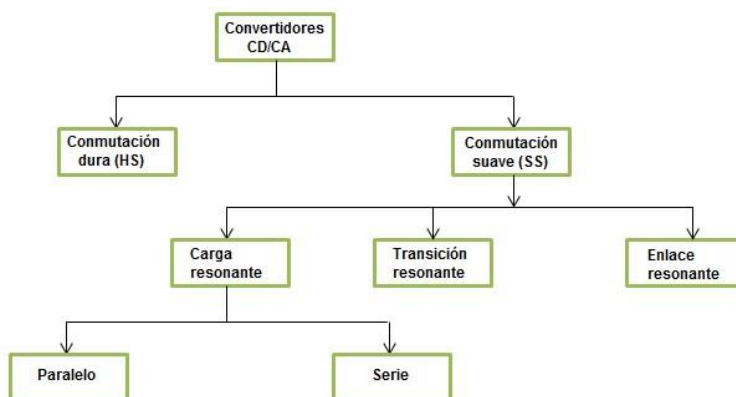 Convertidores
CD/CA
Conmutación
dura (HS)
Conmutación
suave (SS)
Carga
resonante
Transición
resonante
Enlace
resonante
Paralelo
Serie